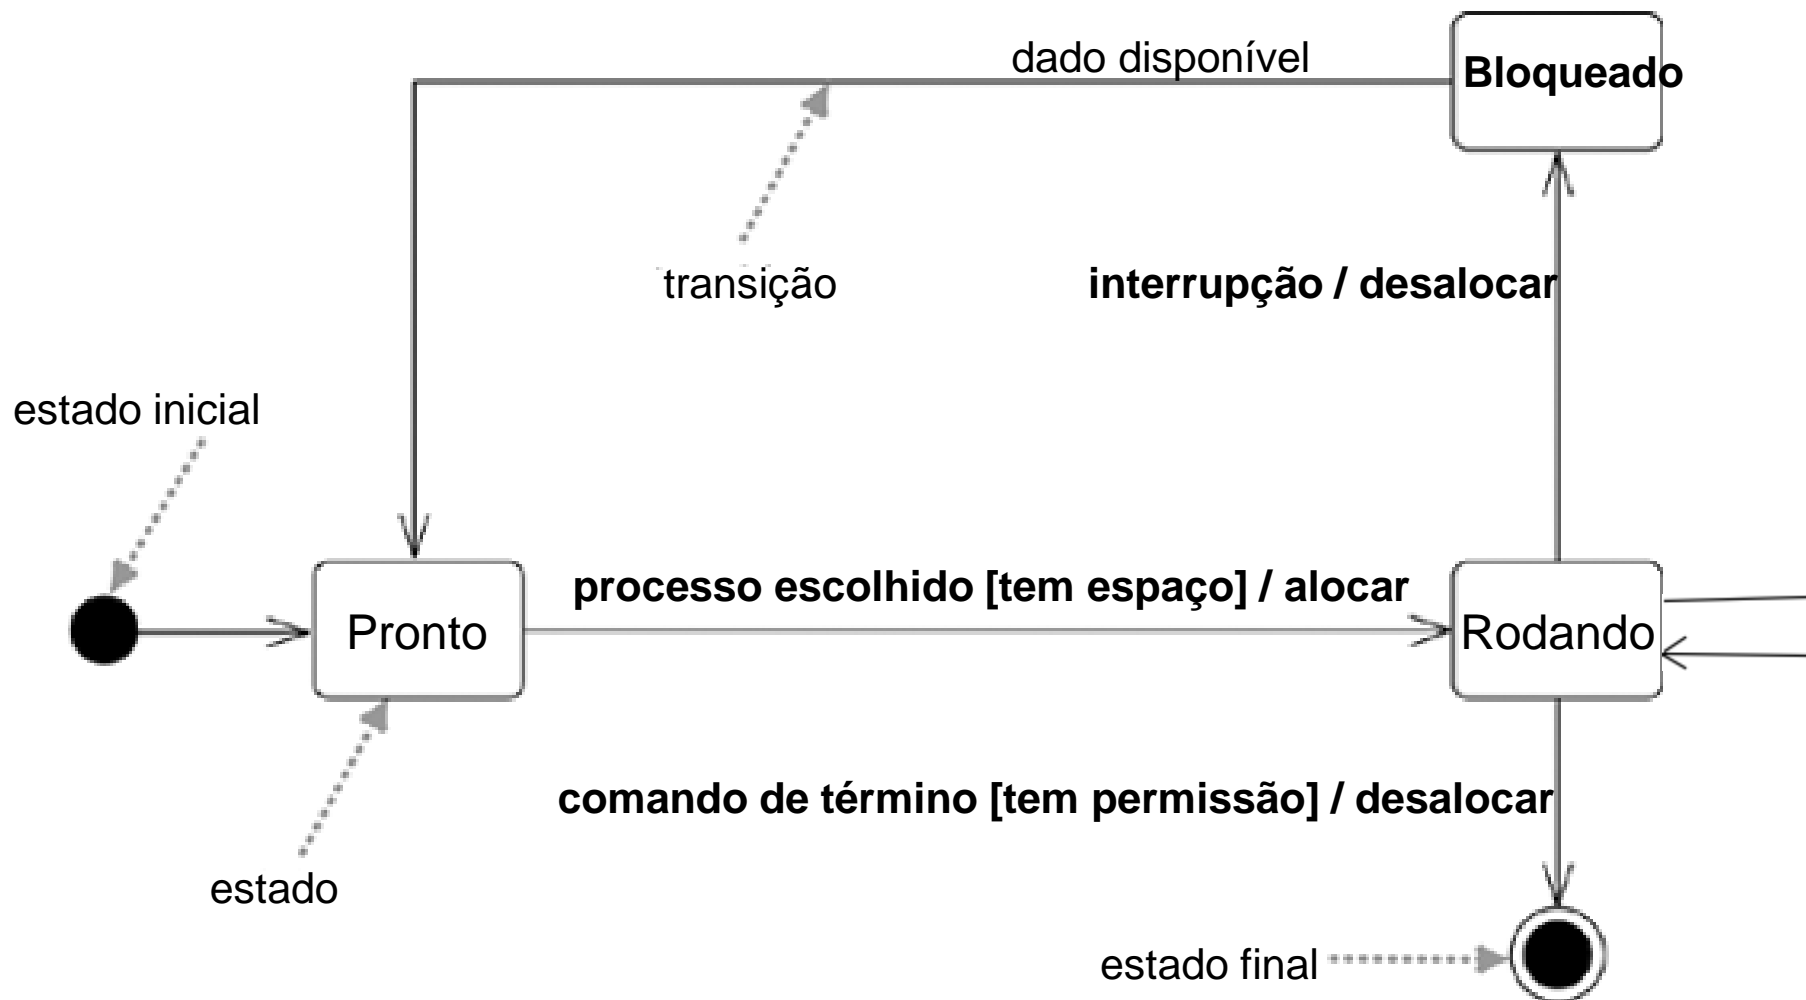 dado disponível
Bloqueado
transição
interrupção / desalocar
estado inicial
processo escolhido [tem espaço] / alocar
Pronto
Rodando
comando de término [tem permissão] / desalocar
estado
estado final